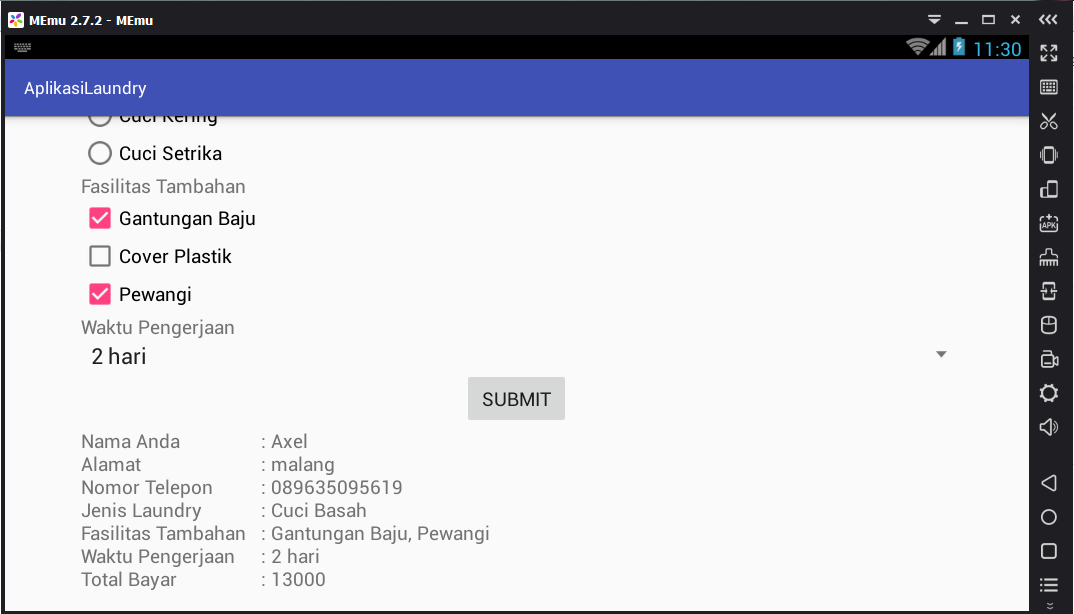 MEmu 2.7.2 - MEmu
11:30
AplikasiLaundry
Cuci Kering
Cuci Setrika
Fasilitas Tambahan
Gantungan Baju
Cover Plastik
Pewangi
Waktu Pengerjaan
2 hari
SUBMIT
Nama Anda : Axel
Alamat : malang
Nomor Telepon : 089635095619
Jenis Laundry : Cuci Basah
Fasilitas Tambahan : Gantungan Baju, Pewangi
Waktu Pengerjaan : 2 hari
Total Bayar : 13000
APK